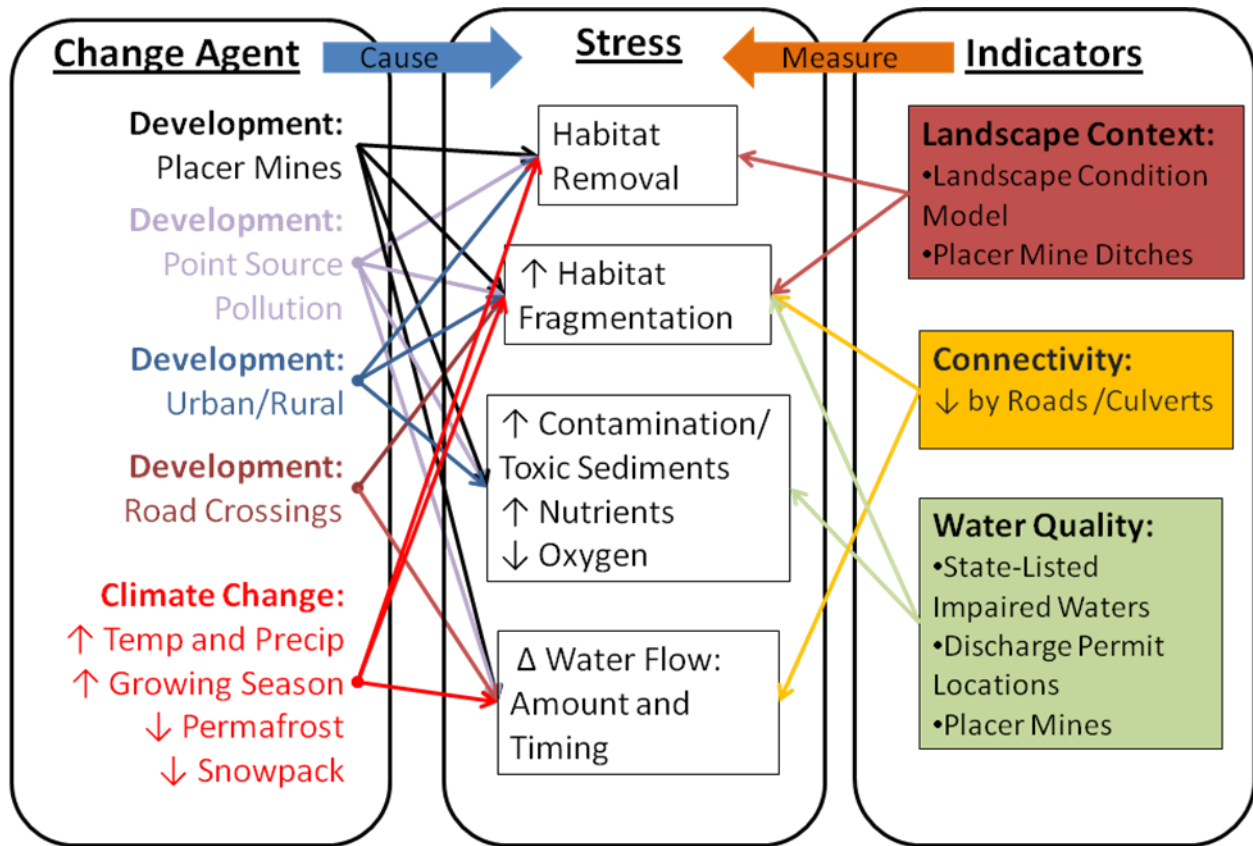 Change Agent
Cause
Stress
Measure
Indicators
Development:
Placer Mines
Development:
Point Source
Pollution
Development:
Urban/Rural
Development:
Road Crossings
Climate Change:
↑ Temp and Precip
↑ Growing Season
↓ Permafrost
↓ Snowpack
Habitat
Removal
↑ Habitat
Fragmentation
↑ Contamination/
Toxic Sediments
↑ Nutrients
↓ Oxygen
Δ Water Flow:
Amount and
Timing
Landscape Context:
•Landscape Condition
Model
•Placer Mine Ditches
Connectivity:
↓ by Roads /Culverts
Water Quality:
•State-Listed
Impaired Waters
•Discharge Permit
Locations
•Placer Mines